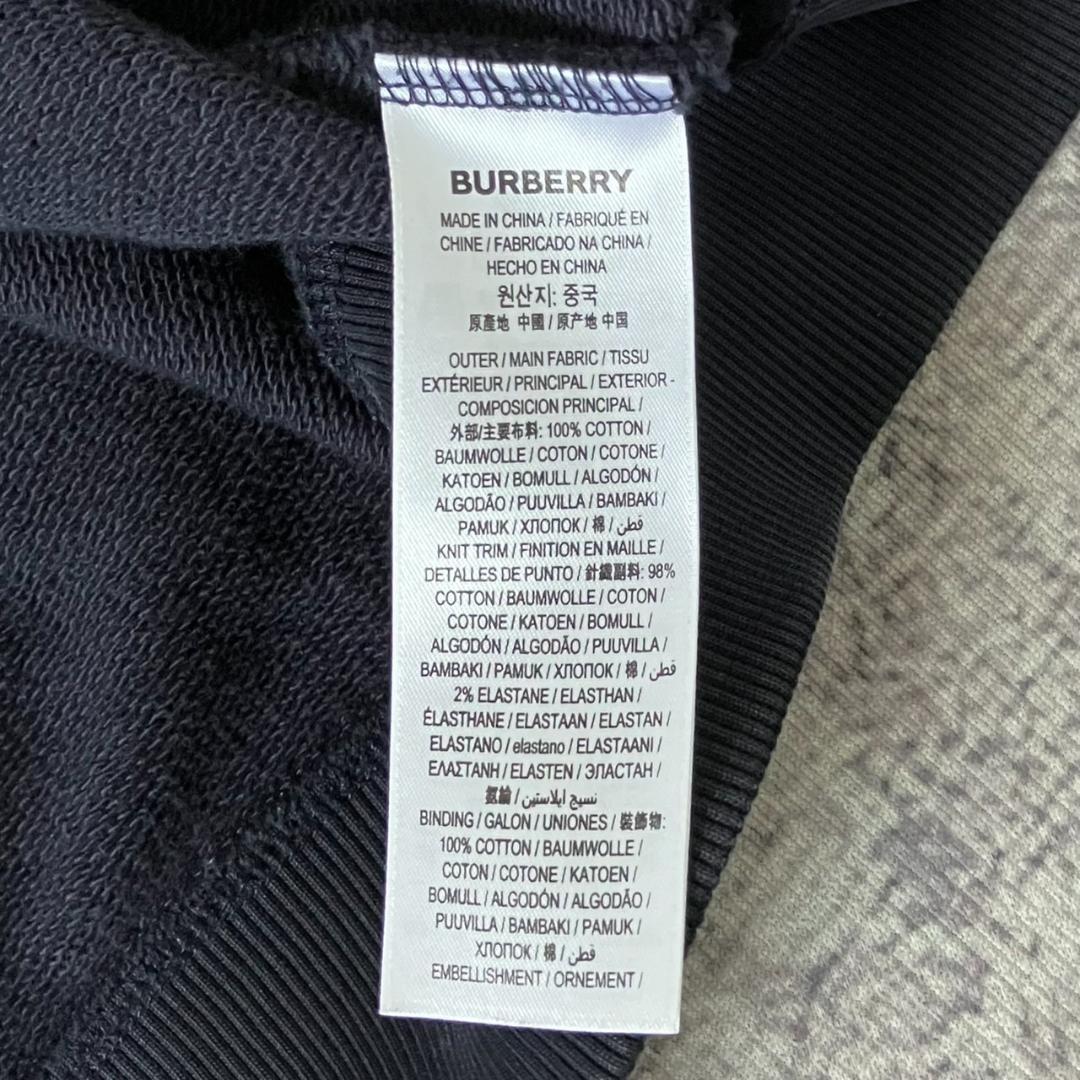 BURBERRY
MADE IN CHINA / FABRIQUÉ EN
CHINE / FABRICADO NA CHINA /
HECHO EN CHINA
원산지: 중국
原產地 中國 / 原产地 中国
OUTER / MAIN FABRIC / TISSU
EXTÉRIEUR / PRINCIPAL / EXTERIOR -
COMPOSICION PRINCIPAL /
外部/主要布料: 100% COTTON /
BAUMWOLLE / COTON / COTONE /
KATOEN / BOMULL / ALGODÓN /
ALGODÃO / PUUVILLA / BAMBAKI /
PAMUK / ХЛОПОК / 棉 / قطن
KNIT TRIM / FINITION EN MAILLE /
DETALLES DE PUNTO / 針織副料: 98%
COTTON / BAUMWOLLE / COTON /
COTONE / KATOEN / BOMULL /
ALGODÓN / ALGODÃO / PUUVILLA /
BAMBAKI / PAMUK / ХЛОПОК / 棉 / قطن
2% ELASTANE / ELASTHAN /
ÉLASTHANE / ELASTAAN / ELASTAN /
ELASTANO / elastano / ELASTAANI /
ΕΛΑΣΤΑΝΗ / ELASTEN / ЭЛАСТАН /
氨綸 / نسيج ايلاستين
BINDING / GALON / UNIONES / 裝飾物:
100% COTTON / BAUMWOLLE /
COTON / COTONE / KATOEN /
BOMULL / ALGODÓN / ALGODÃO /
PUUVILLA / BAMBAKI / PAMUK /
ХЛОПОК / 棉 / قطن
EMBELLISHMENT / ORNEMENT /